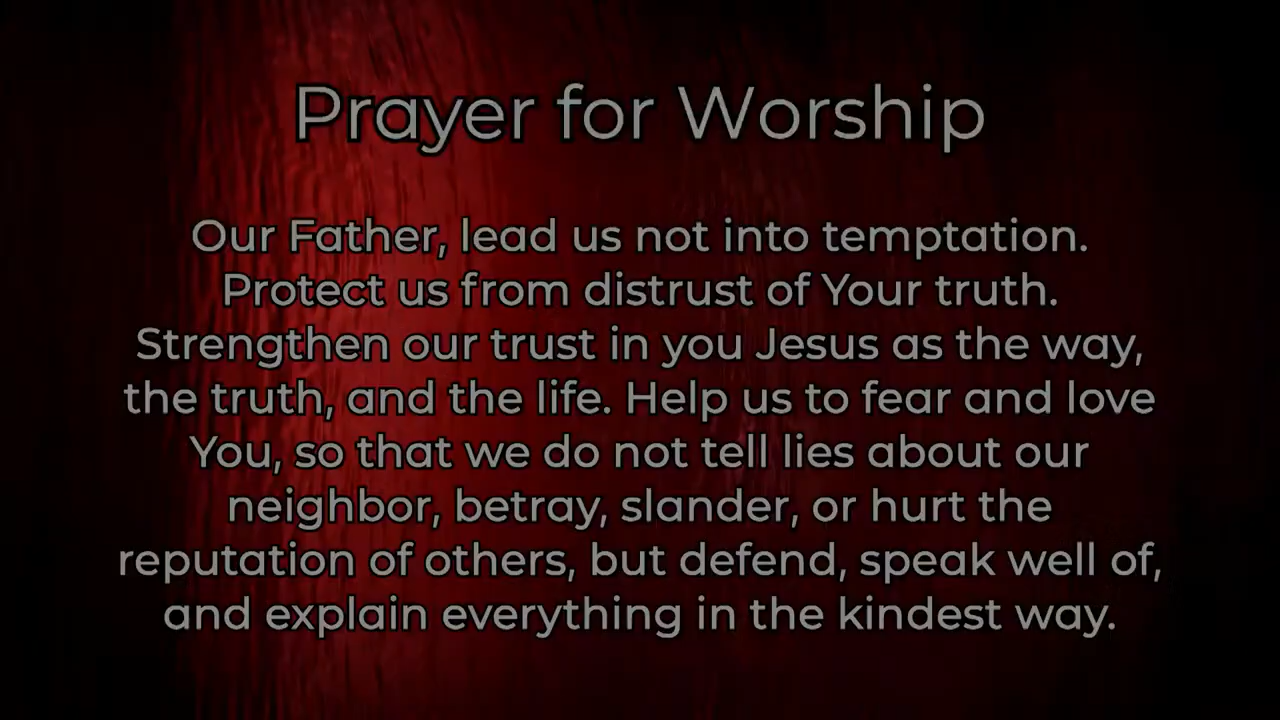 Prayer for Worship
Our Father, lead us not into temptation.
Protect us from distrust of Your truth.
Strengthen our trust in you Jesus as the way,
the truth, and the life. Help us to fear and love
You, so that we do not tell lies about our
neighbor, betray, slander, or hurt the
reputation of others, but defend, speak well of,
and explain everything in the kindest way.